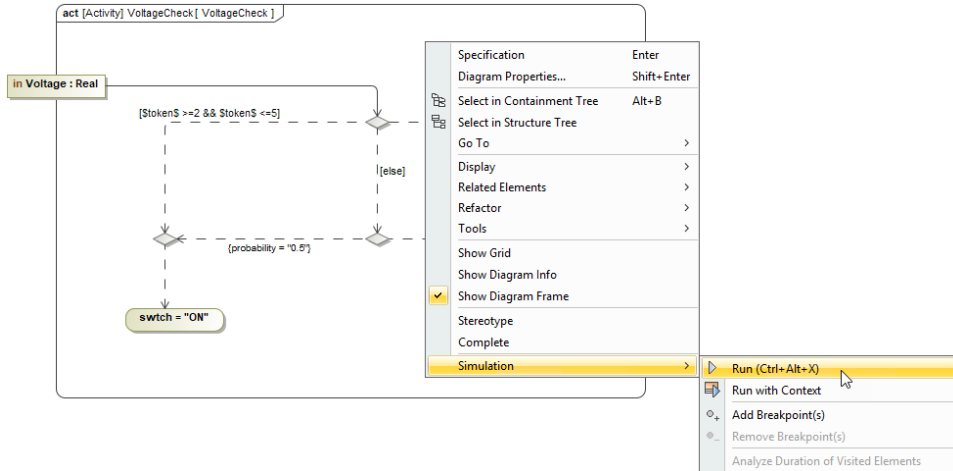 act [Activity] VoltageCheck [ VoltageCheck ]
in Voltage : Real
[$token$ >=2 && $token$ <=5]
[else]
{probability = "0.5"}
swtch = "ON"
Specification Enter
Diagram Properties... Shift+Enter
Select in Containment Tree Alt+B
Select in Structure Tree
Go To
Display
Related Elements
Refactor
Tools
Show Grid
Show Diagram Info
Show Diagram Frame
Stereotype
Complete
Simulation
Run (Ctrl+Alt+X)
Run with Context
Add Breakpoint(s)
Remove Breakpoint(s)
Analyze Duration of Visited Elements